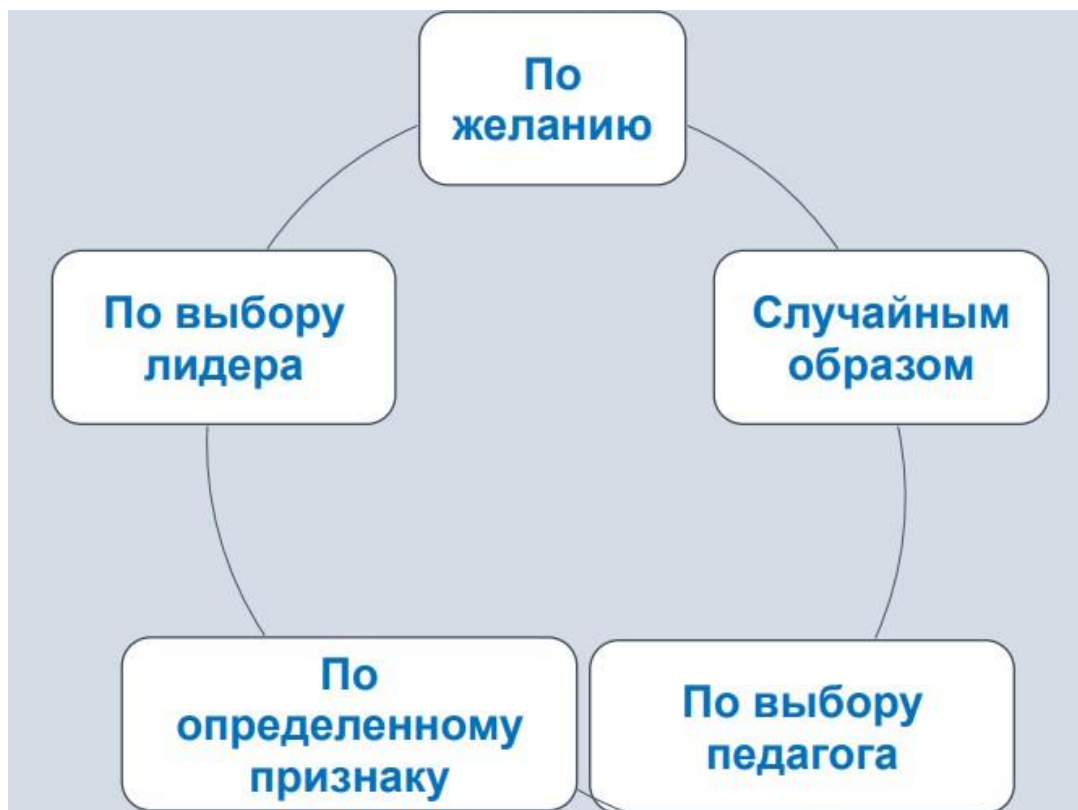 По
желанию
По выбору
лидера
Случайным
образом
По
определенному
признаку
По выбору
педагога